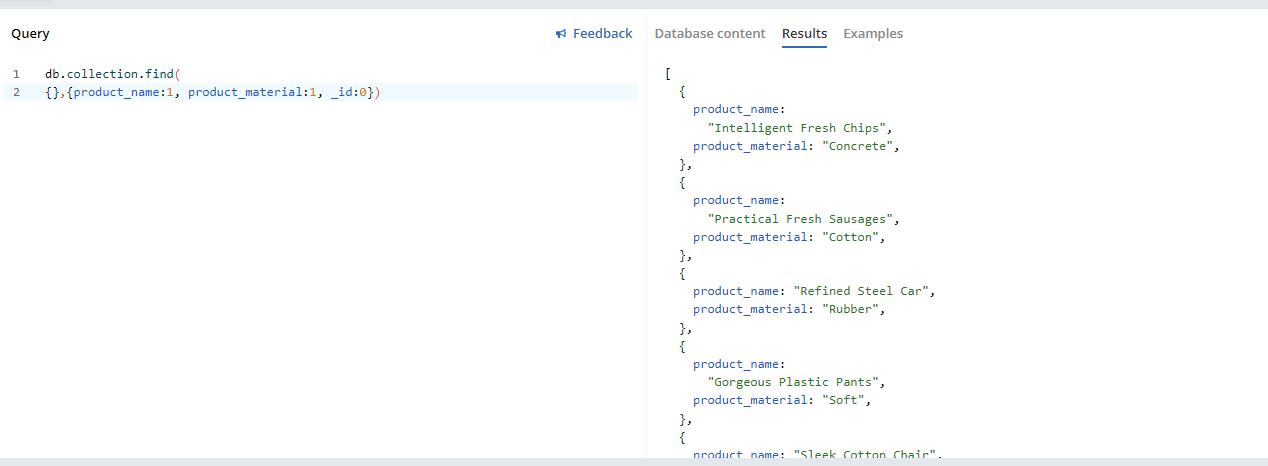 Query
Feedback
Database content
Results
Examples
1 db.collection.find(
2 {},{product_name:1, product_material:1, _id:0})
[
{
product_name:
"Intelligent Fresh Chips",
product_material: "Concrete",
},
{
product_name:
"Practical Fresh Sausages",
product_material: "Cotton",
},
{
product_name: "Refined Steel Car",
product_material: "Rubber",
},
{
product_name:
"Gorgeous Plastic Pants",
product_material: "Soft",
},
{
product_name: "Sleek Cotton Chair",